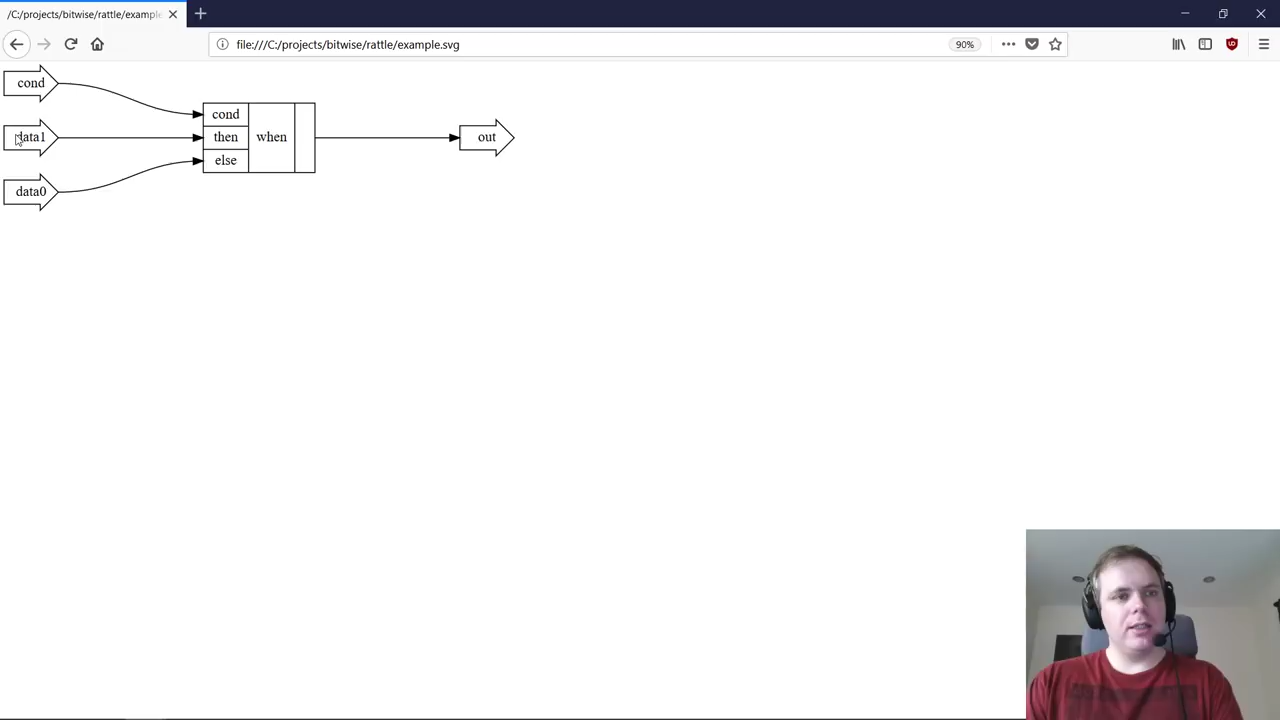 /C:/projects/bitwise/rattle/example
file:///C:/projects/bitwise/rattle/example.svg
90%
cond
data1
data0
cond
then
else
when
out